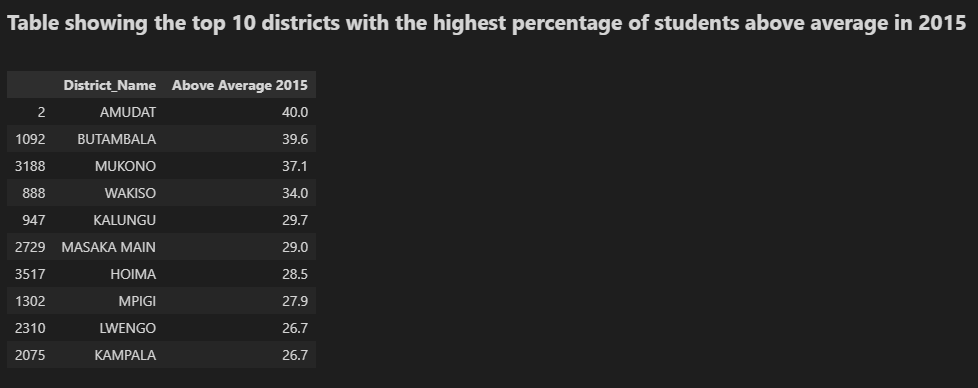 Table showing the top 10 districts with the highest percentage of students above average in 2015
District_Name Above Average 2015
2 AMUDAT 40.0
1092 BUTAMBALA 39.6
3188 MUKONO 37.1
888 WAKISO 34.0
947 KALUNGU 29.7
2729 MASAKA MAIN 29.0
3517 HOIMA 28.5
1302 MPIGI 27.9
2310 LWENGO 26.7
2075 KAMPALA 26.7